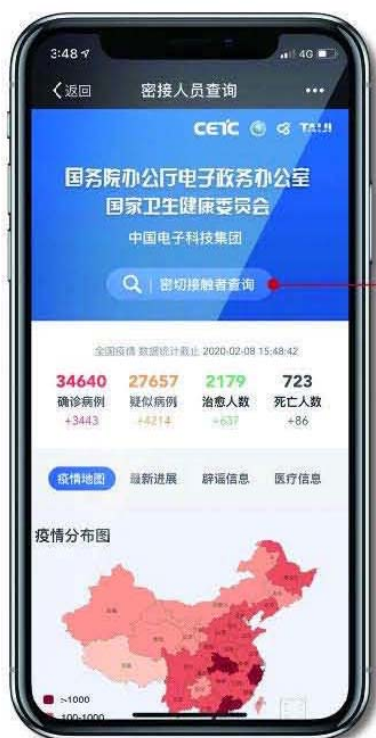 3:48
4G
返回 密接人员查询
CETC TAIJI
国务院办公厅电子政务办公室
国家卫生健康委员会
中国电子科技集团
密切接触者查询
全国疫情 数据统计截止 2020-02-08 15:48:42
34640 27657 2179 723
确诊病例 疑似病例 治愈人数 死亡人数
+3443 +4214 +637 +86
疫情地图 最新进展 辟谣信息 医疗信息
疫情分布图
>1000
100-1000